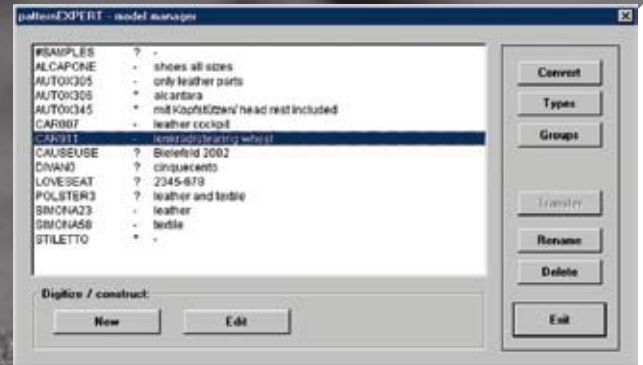 patternEXPERT - model manager
#SAMPLES ? -
ALCAPONE - shoes all sizes
AUTOX305 - only leather parts
AUTOX306 * alcantara
AUTOX345 * mit Kopfstützen/ head rest included
CAR007 - leather cockpit
CAR911 - lenkrad/stearing wheel
CAUSEUSE ? Bielefeld 2002
DIVANO ? cinquecento
LOVESEAT ? 2345-678
POLSTER3 ? leather and textile
SIMONA23 - leather
SIMONA58 - textile
STILETTO * -
Convert
Types
Groups
Transfer
Rename
Delete
Exit
Digitize / construct:
New Edit